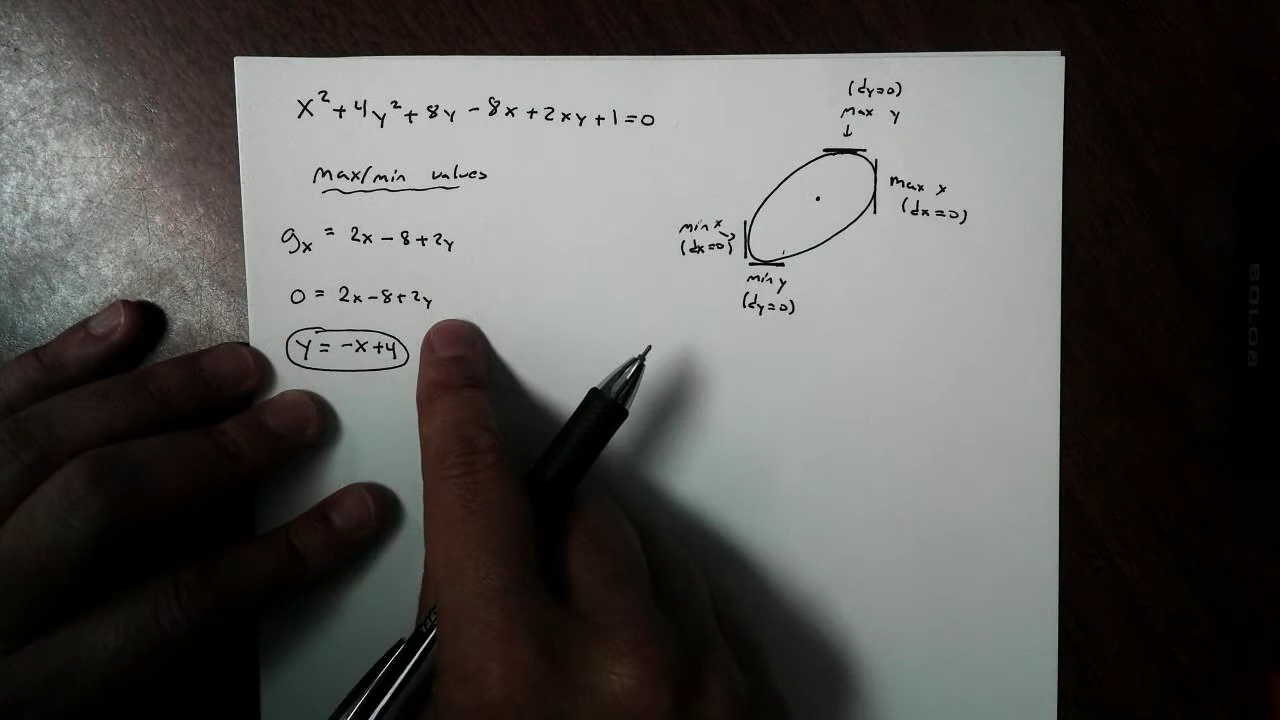 x² + 4y² + 8y - 8x + 2xy + 1 = 0
max/min values
gₓ = 2x - 8 + 2y
0 = 2x - 8 + 2y
y = -x + 4
(dy=0)
max y
↓
max x
(dx=0)
min x →
(dx=0)
min y
(dy=0)